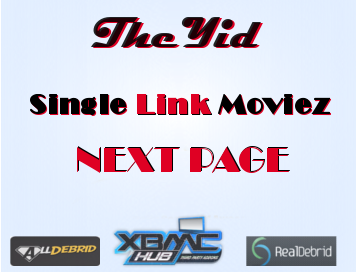 TheYid
Single Link Moviez
NEXT PAGE
ALLDEBRID
XBMC
HUB
RealDebrid